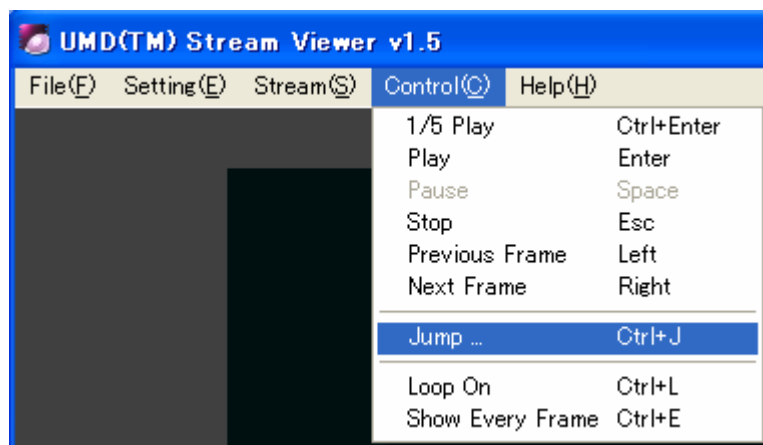 UMD(TM) Stream Viewer v1.5
File(F) Setting(E) Stream(S) Control(C) Help(H)
1/5 Play Ctrl+Enter
Play Enter
Pause Space
Stop Esc
Previous Frame Left
Next Frame Right
Jump ... Ctrl+J
Loop On Ctrl+L
Show Every Frame Ctrl+E